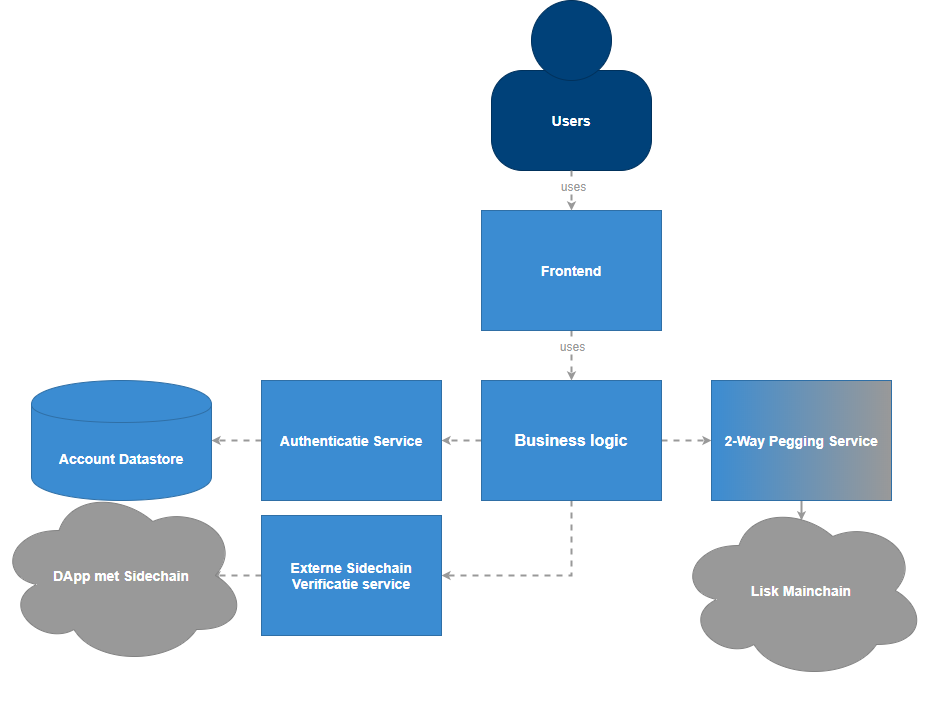 Users
uses
Frontend
uses
Account Datastore
Authenticatie Service
Business logic
2-Way Pegging Service
DApp met Sidechain
Externe Sidechain
Verificatie service
Lisk Mainchain